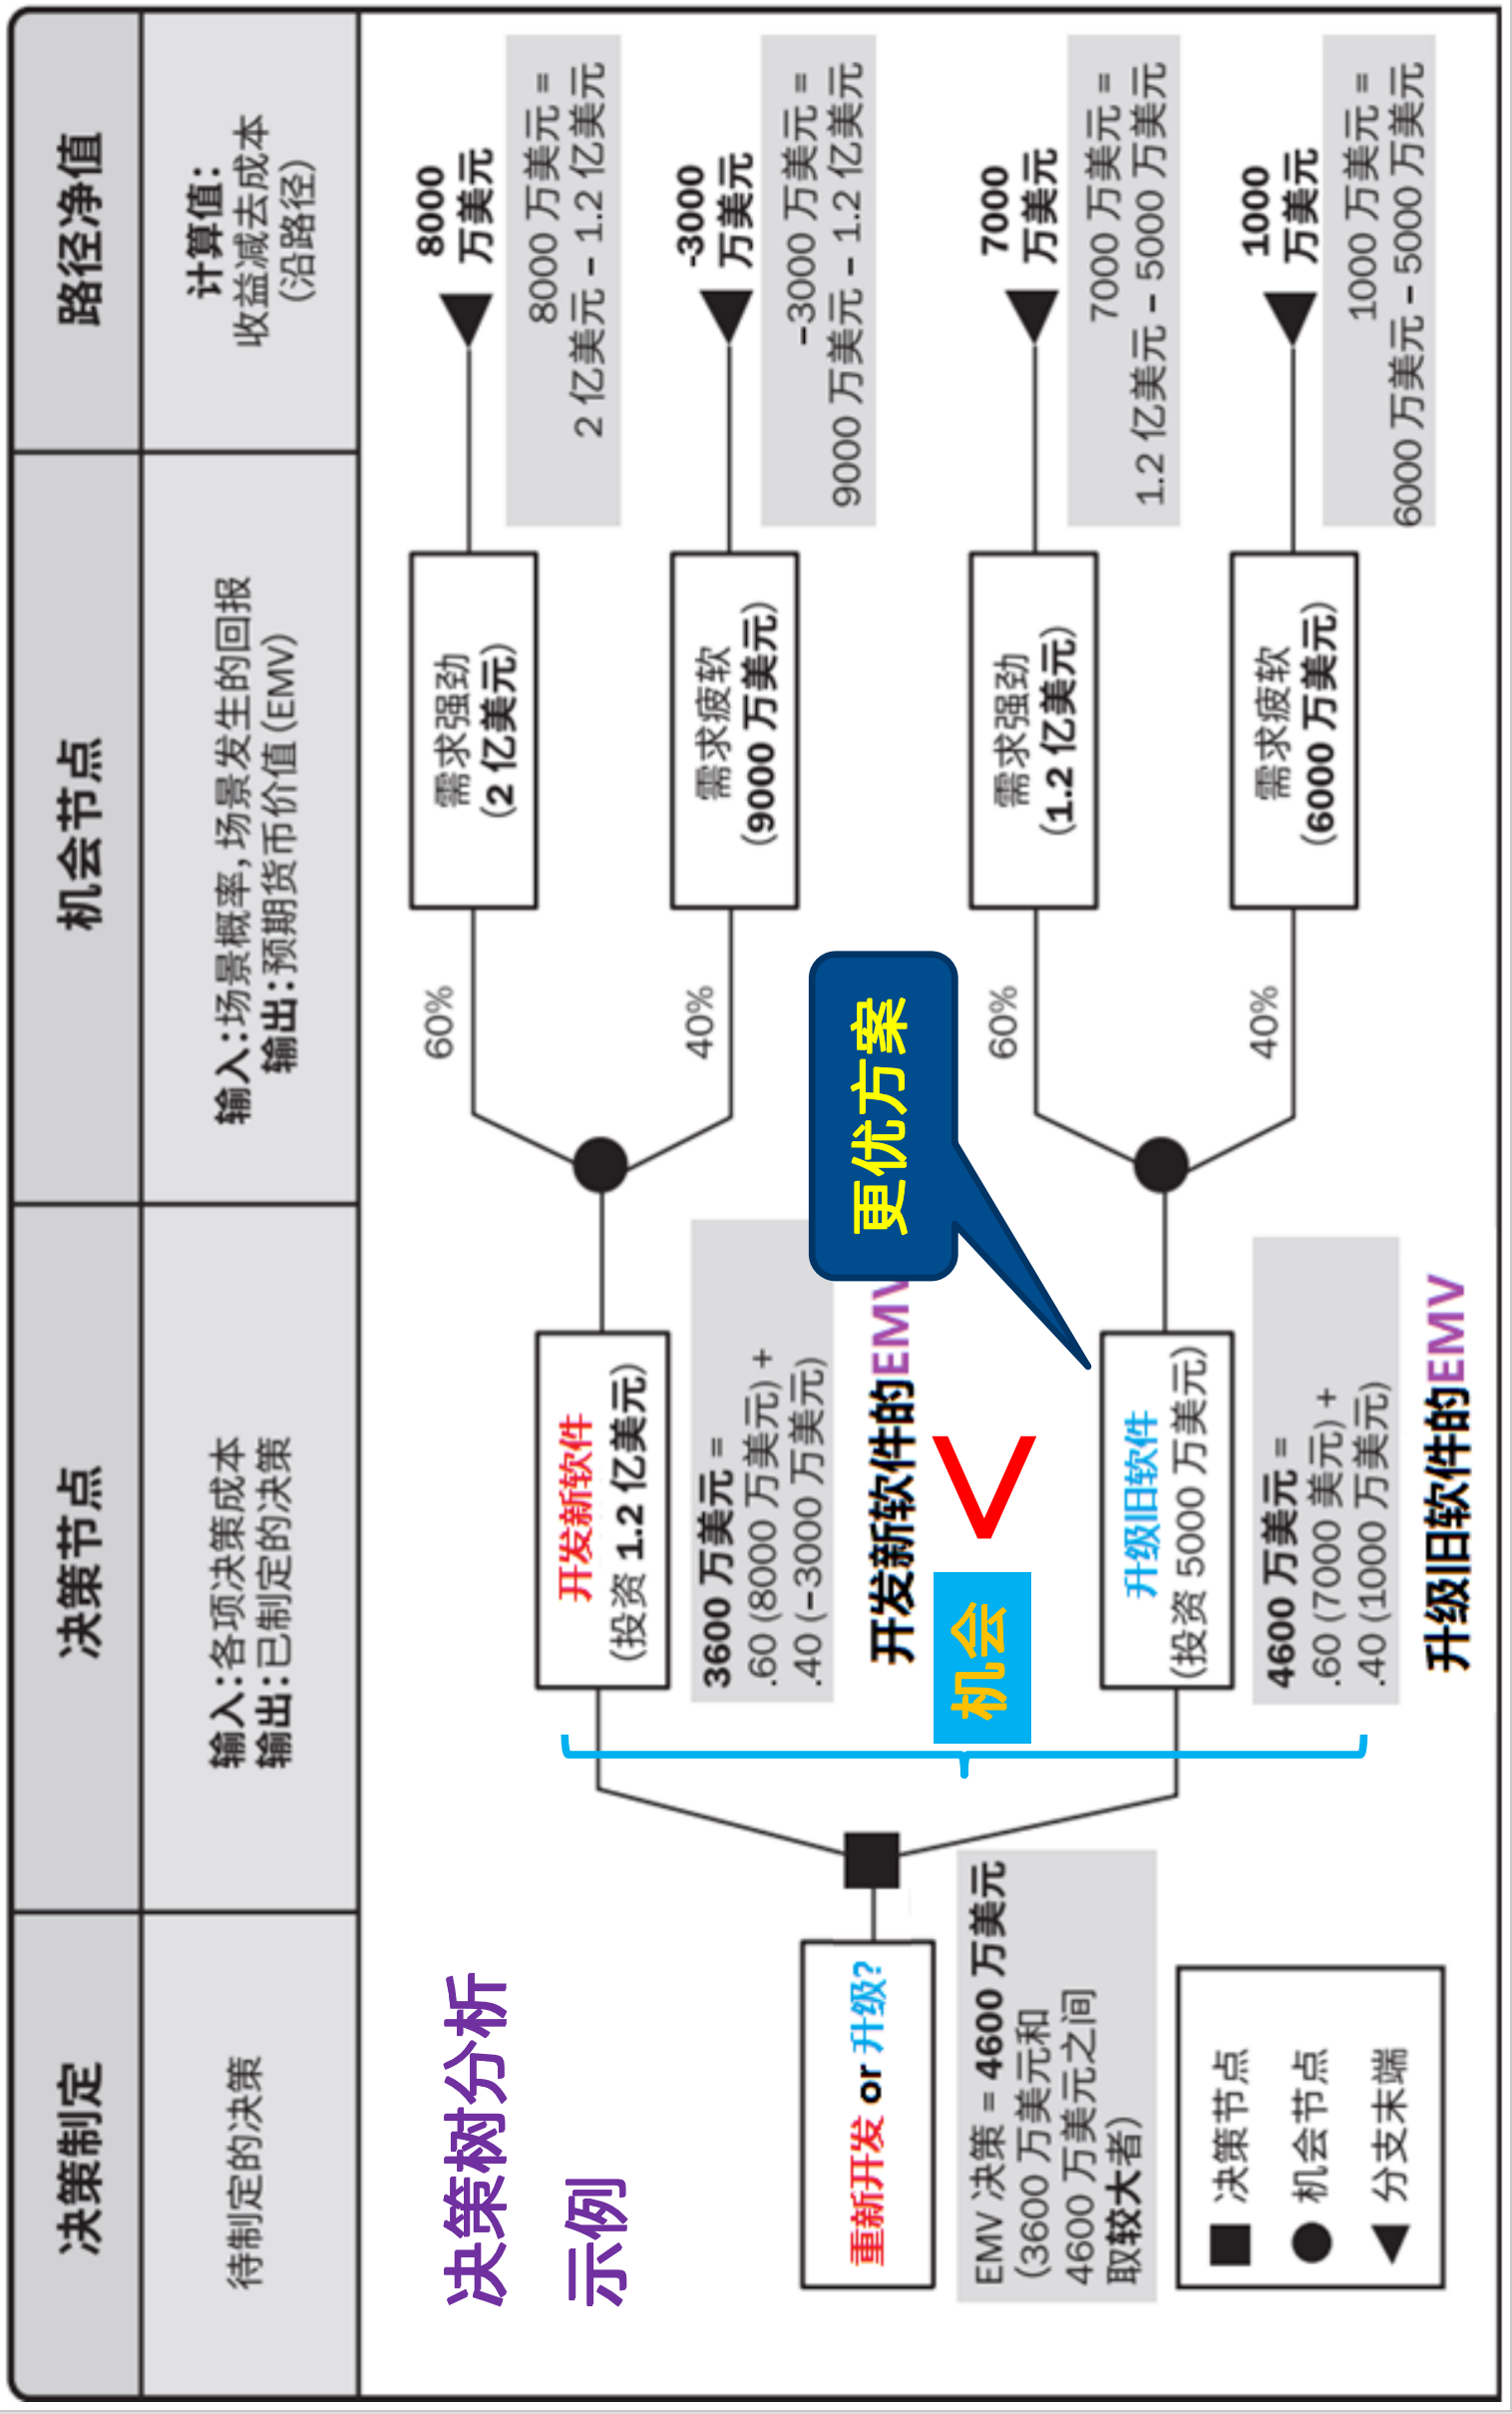 决策制定
决策节点
机会节点
路径净值
待制定的决策
输入：各项决策成本
输出：已制定的决策
输入：场景概率，场景发生的回报
输出：预期货币价值（EMV）
计算值：
收益减去成本
（沿路径）
决策树分析
示例
重新开发 or 升级?
EMV 决策 = 4600 万美元
(3600 万美元和
4600 万美元之间
取较大者)
决策节点
机会节点
分支末端
开发新软件
(投资 1.2 亿美元)
3600 万美元 =
.60 (8000 万美元) +
.40 (−3000 万美元)
开发新软件的EMV
机会
<
更优方案
升级旧软件
(投资 5000 万美元)
4600 万美元 =
.60 (7000 美元) +
.40 (1000 万美元)
升级旧软件的EMV
60%
需求强劲
(2 亿美元)
8000
万美元
8000 万美元 =
2 亿美元 − 1.2 亿美元
40%
需求疲软
(9000 万美元)
-3000
万美元
−3000 万美元 =
9000 万美元 − 1.2 亿美元
60%
需求强劲
(1.2 亿美元)
7000
万美元
7000 万美元 =
1.2 亿美元 − 5000 万美元
40%
需求疲软
(6000 万美元)
1000
万美元
1000 万美元 =
6000 万美元 − 5000 万美元